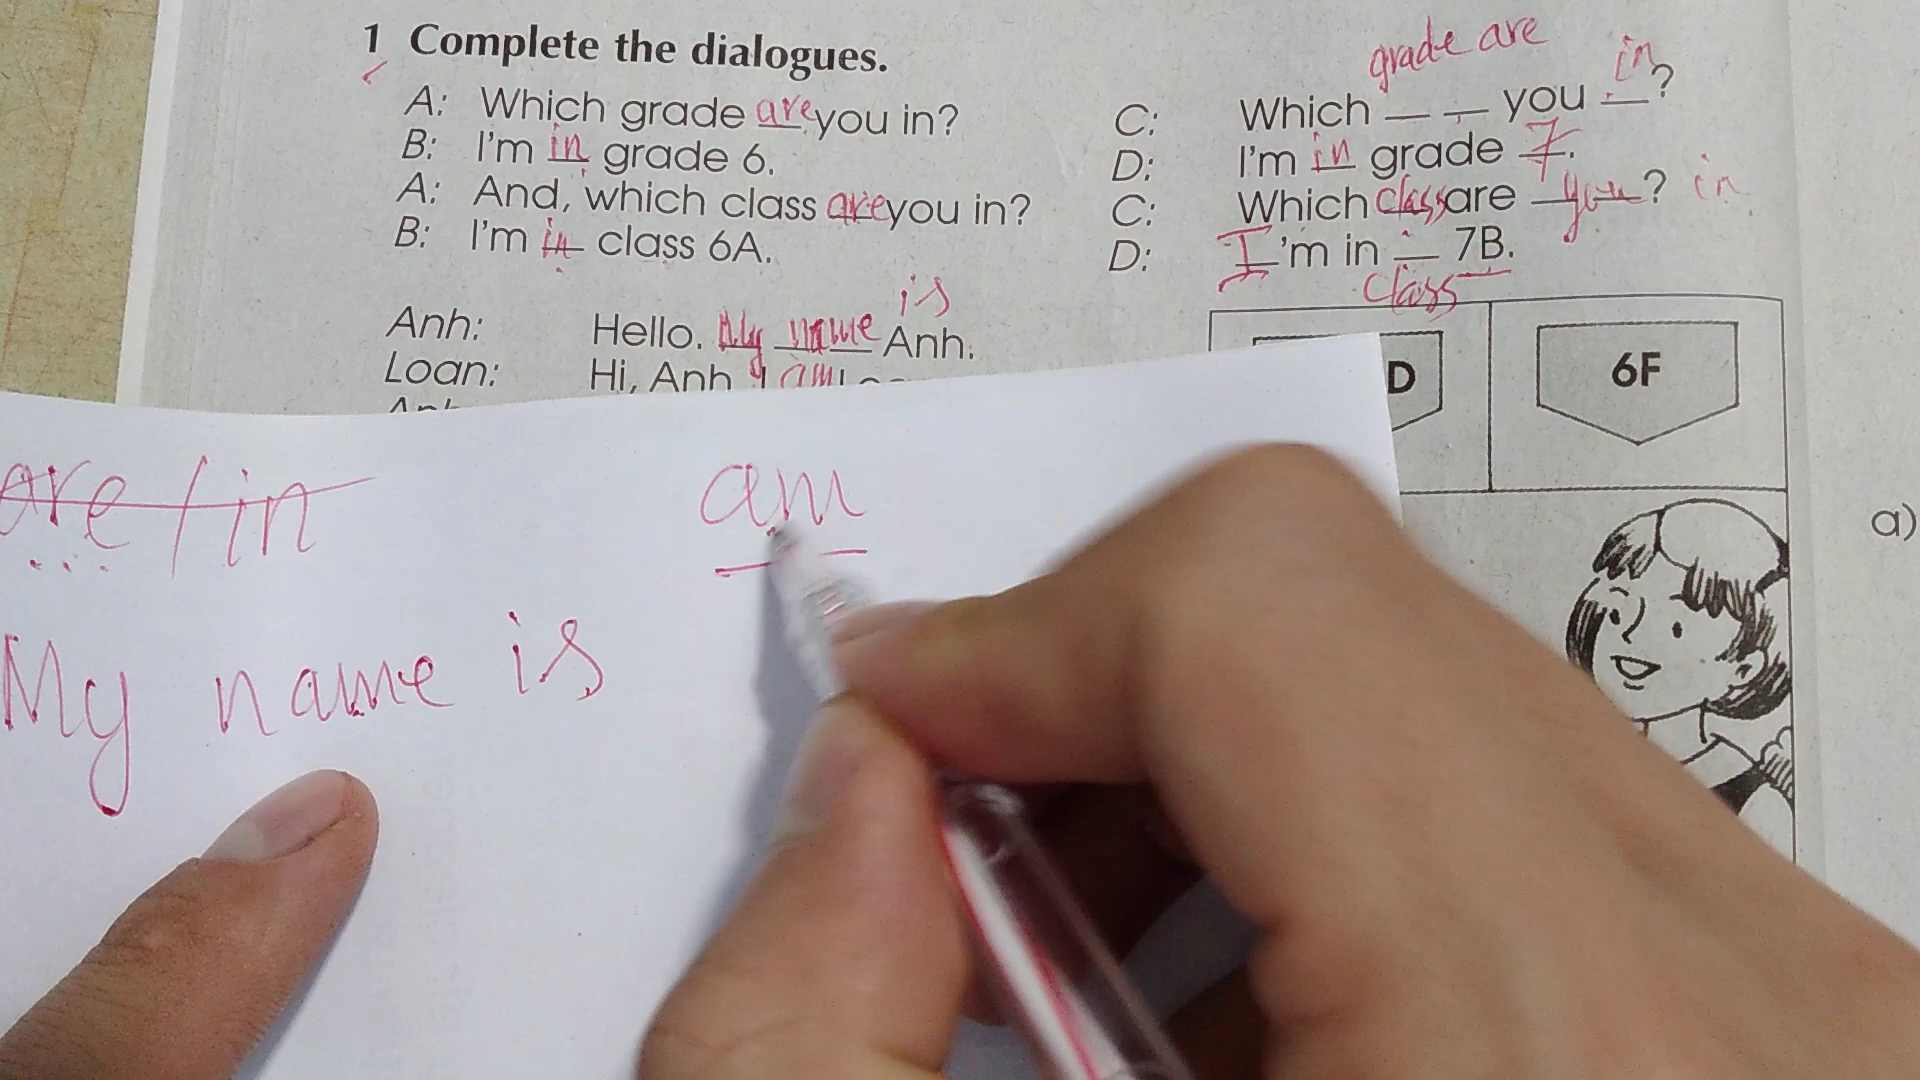 1 Complete the dialogues.
A: Which grade are you in?
B: I'm in grade 6.
A: And, which class are you in?
B: I'm in class 6A.
Anh: Hello. My name is Anh.
Loan: Hi, Anh I am
grade are in
C: Which _ _ you _?
D: I'm in grade 7.
C: Which class are you? in
D: I'm in _ 7B.
class
D
6F
a)
are/in
am
My name is